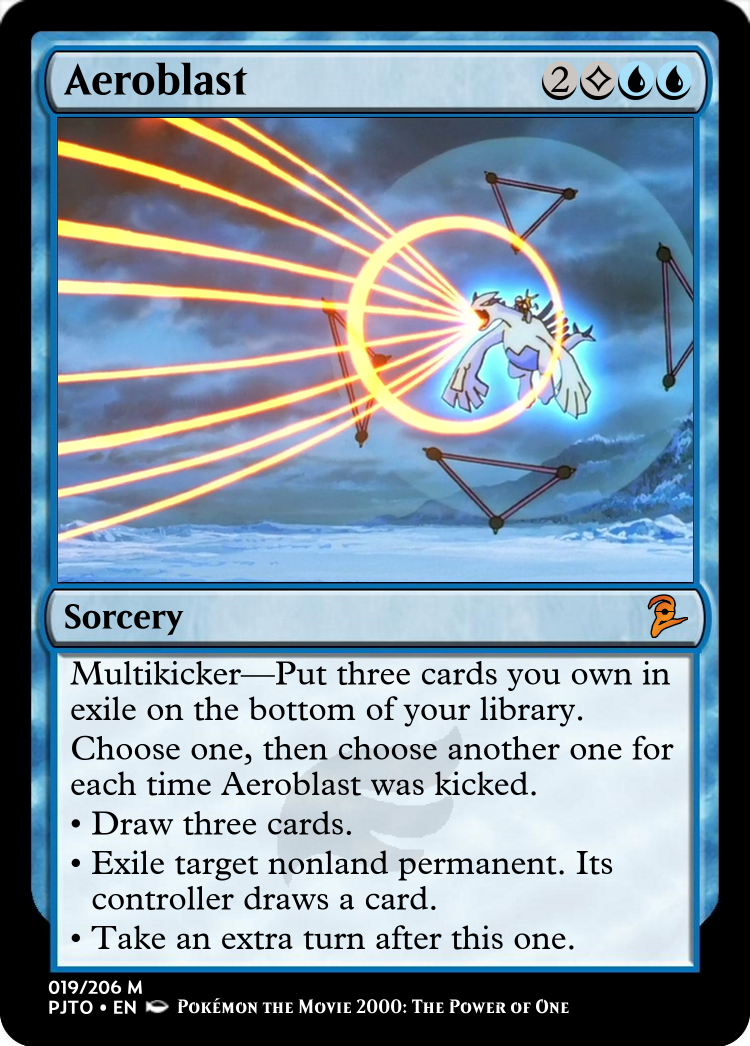 Aeroblast 2
Sorcery
Multikicker—Put three cards you own in
exile on the bottom of your library.
Choose one, then choose another one for
each time Aeroblast was kicked.
• Draw three cards.
• Exile target nonland permanent. Its
controller draws a card.
• Take an extra turn after this one.
019/206 M
PJTO • EN Pokémon the Movie 2000: The Power of One